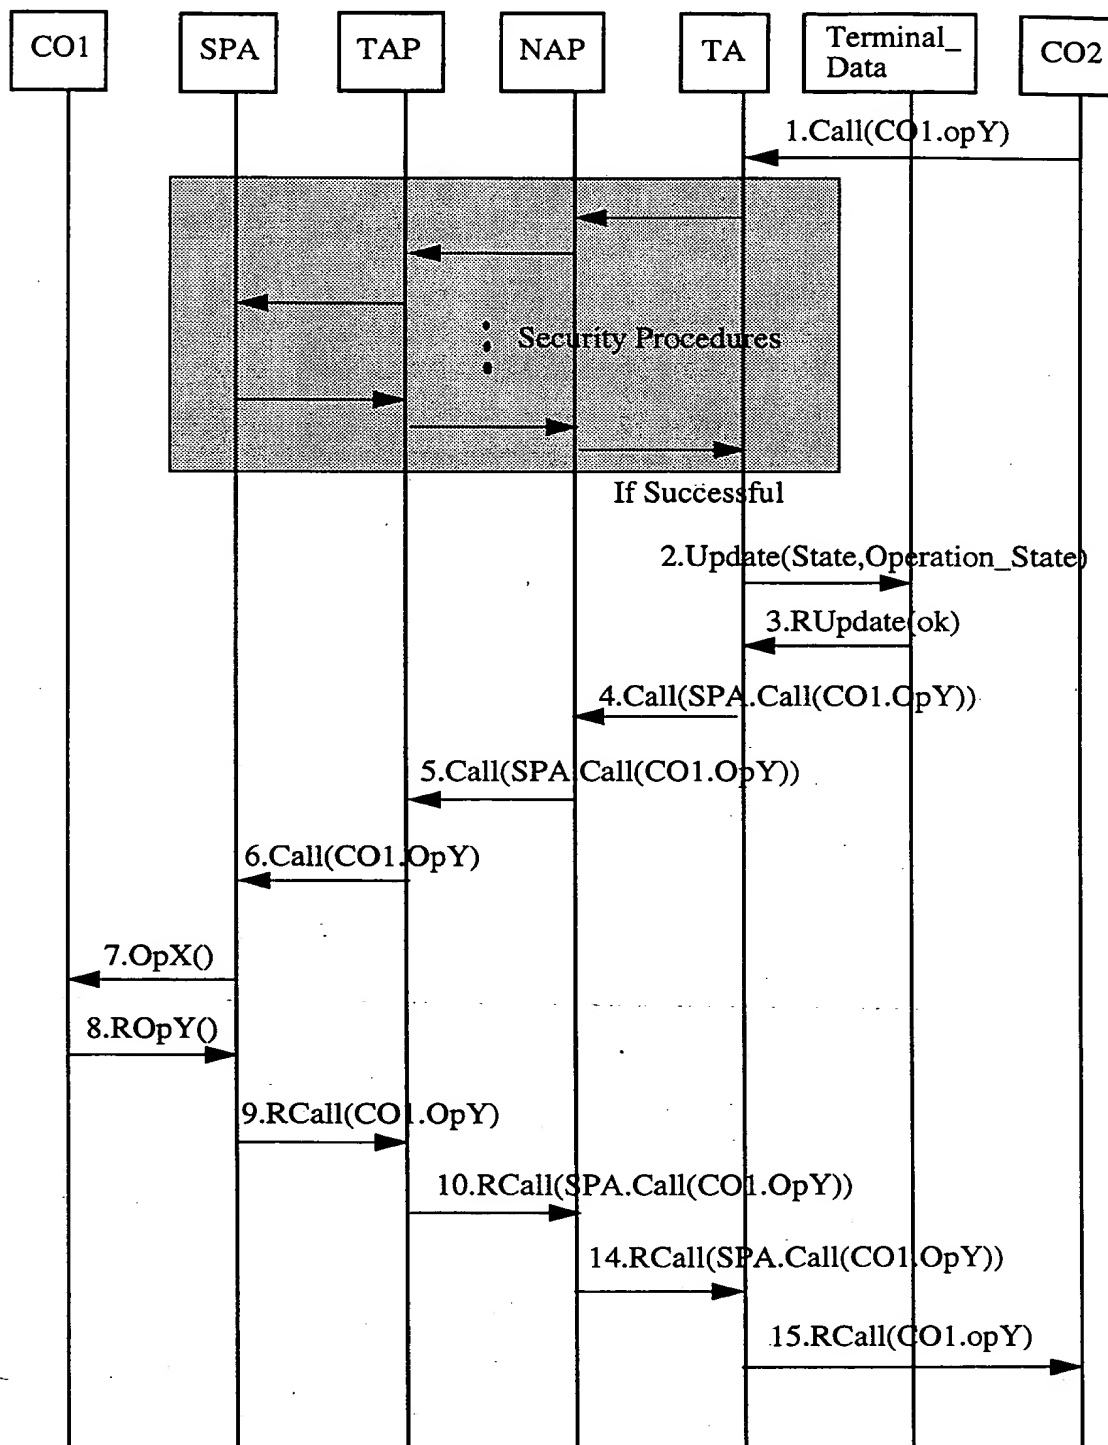 CO1
SPA
TAP
NAP
TA
Terminal_
Data
CO2
1.Call(CO1.opY)
Security Procedures
If Successful
2.Update(State,Operation_State)
3.RUpdate(ok)
4.Call(SPA.Call(CO1.OpY))
5.Call(SPA.Call(CO1.OpY))
6.Call(CO1.OpY)
7.OpX()
8.ROpY()
9.RCall(CO1.OpY)
10.RCall(SPA.Call(CO1.OpY))
14.RCall(SPA.Call(CO1.OpY))
15.RCall(CO1.opY)